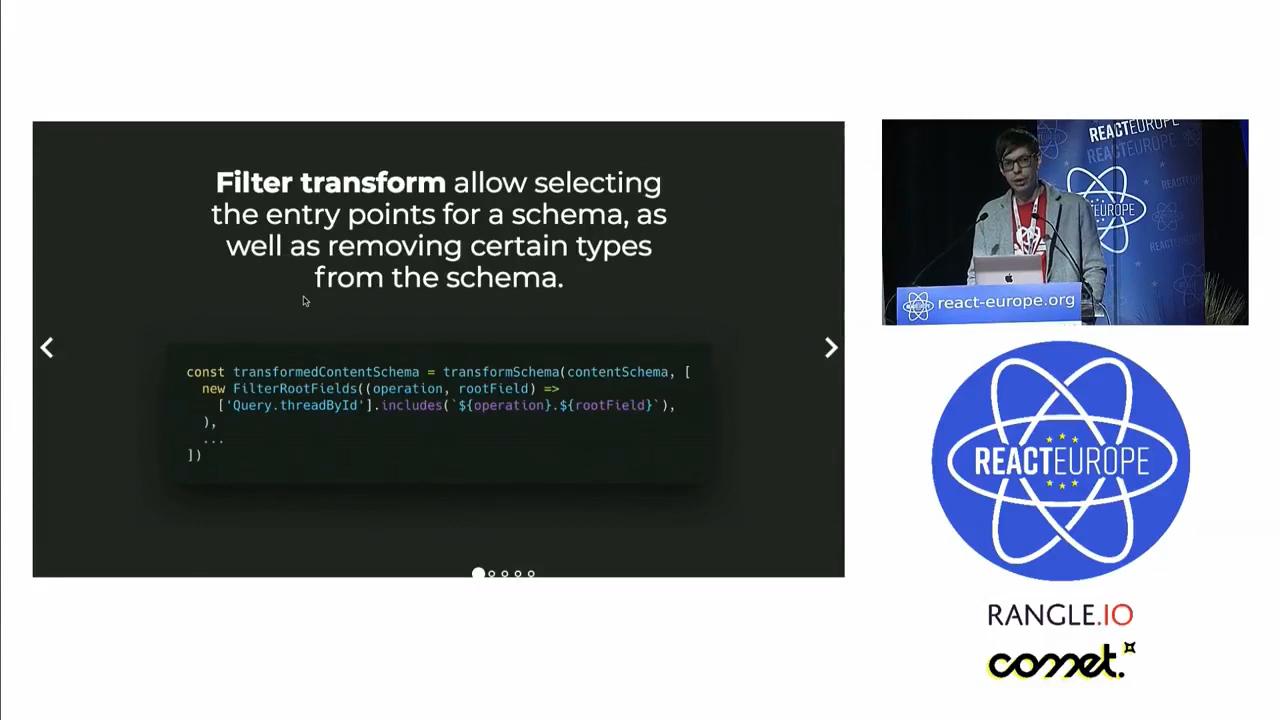 Filter transform allow selecting
the entry points for a schema, as
well as removing certain types
from the schema.
const transformedContentSchema = transformSchema(contentSchema, [
  new FilterRootFields((operation, rootField) =>
    ['Query.threadById'].includes(`${operation}.${rootField}`),
  ),
  ...
])
REACTEUROPE
REACTEUROPE
EUROPE
react-europe.org
REACTEUROPE
RANGLE.IO
comet.